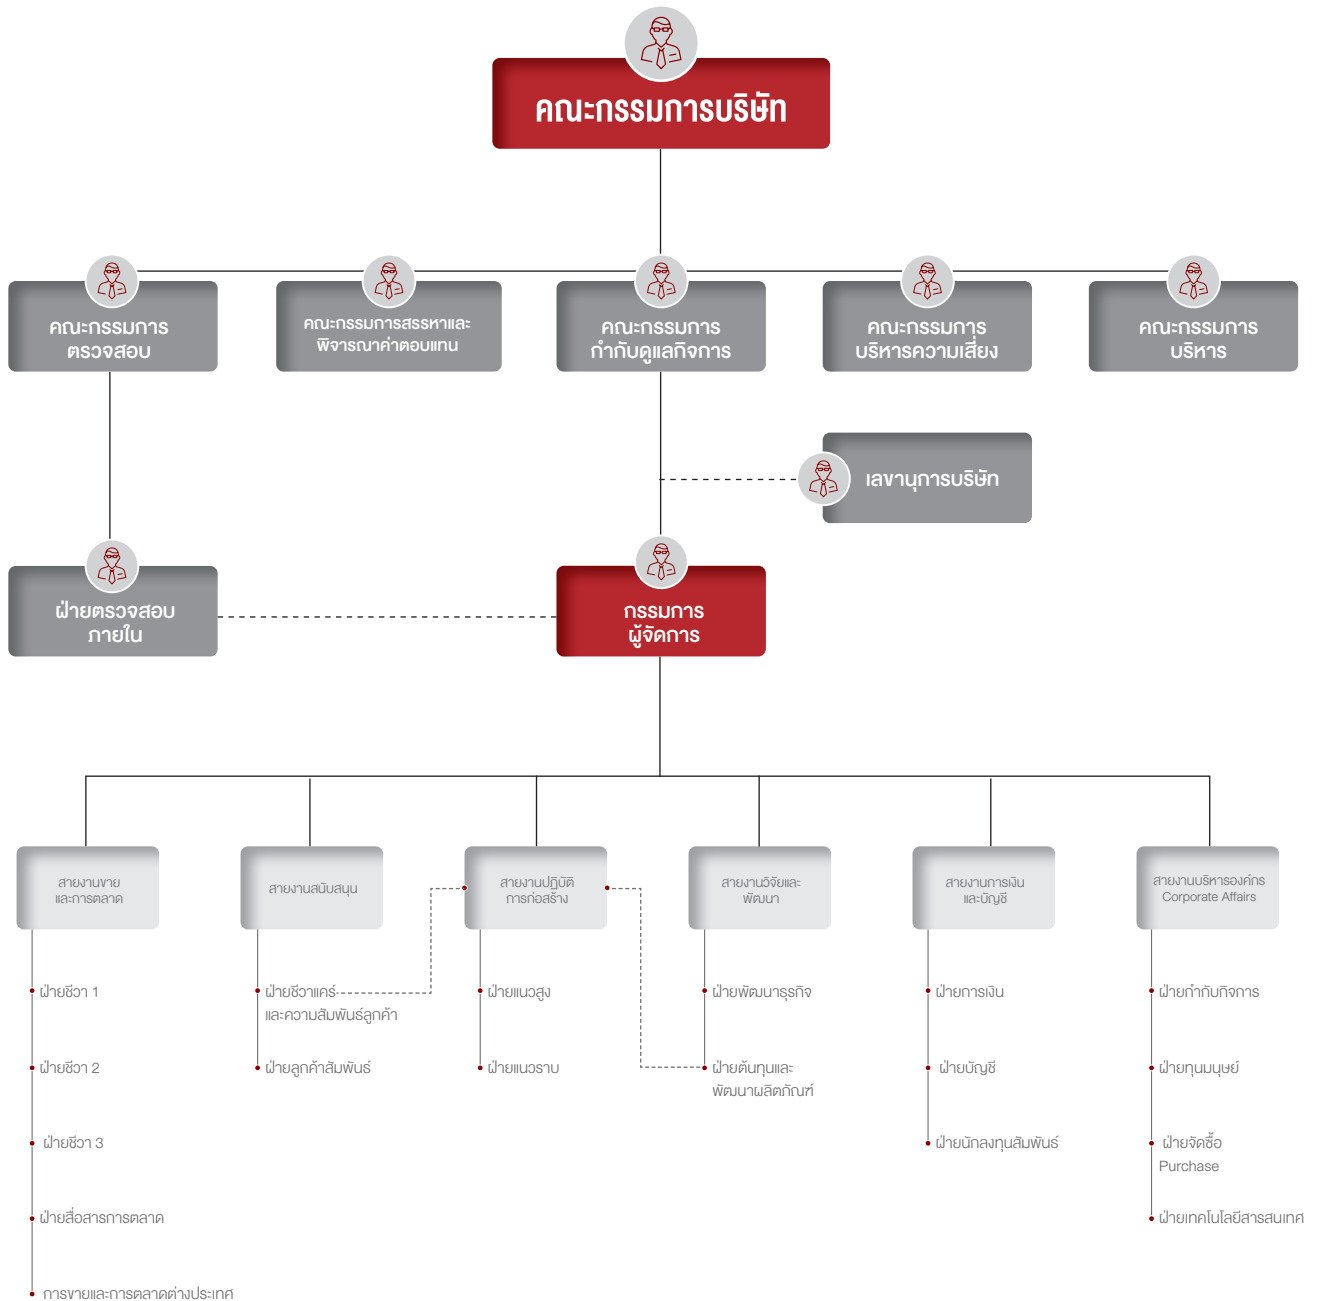 คณะกรรมการบริษัท
คณะกรรมการ
ตรวจสอบ
คณะกรรมการสรรหาและ
พิจารณาค่าตอบแทน
คณะกรรมการ
กำกับดูแลกิจการ
คณะกรรมการ
บริหารความเสี่ยง
คณะกรรมการ
บริหาร
เลขานุการบริษัท
ฝ่ายตรวจสอบ
ภายใน
กรรมการ
ผู้จัดการ
สายงานขาย
และการตลาด
สายงานสนับสนุน
สายงานปฏิบัติ
การก่อสร้าง
สายงานวิจัยและ
พัฒนา
สายงานการเงิน
และบัญชี
สายงานบริหารองค์กร
Corporate Affairs
ฝ่ายชีวา 1
ฝ่ายชีวา 2
ฝ่ายชีวา 3
ฝ่ายสื่อสารการตลาด
การขายและการตลาดต่างประเทศ
ฝ่ายชีวาแคร์
และความสัมพันธ์ลูกค้า
ฝ่ายลูกค้าสัมพันธ์
ฝ่ายแนวสูง
ฝ่ายแนวราบ
ฝ่ายพัฒนาธุรกิจ
ฝ่ายต้นทุนและ
พัฒนาผลิตภัณฑ์
ฝ่ายการเงิน
ฝ่ายบัญชี
ฝ่ายนักลงทุนสัมพันธ์
ฝ่ายกำกับกิจการ
ฝ่ายทุนมนุษย์
ฝ่ายจัดซื้อ
Purchase
ฝ่ายเทคโนโลยีสารสนเทศ